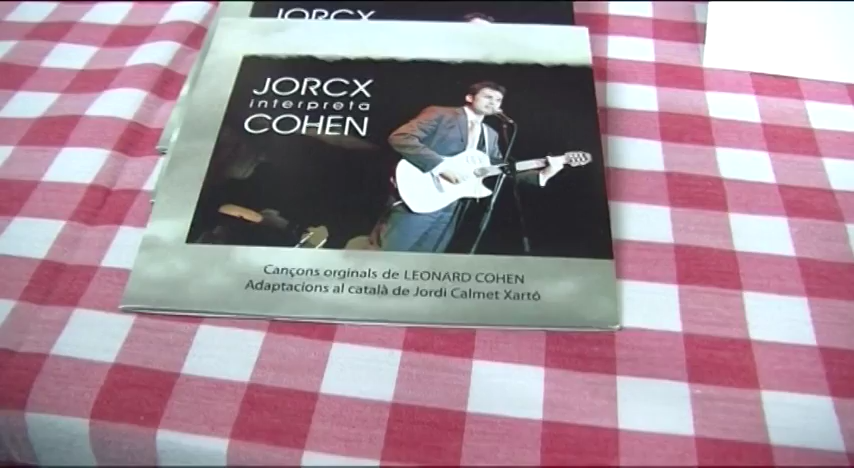 JORCX
JORCX
interpreta
COHEN
Cançons orginals de LEONARD COHEN
Adaptacions al català de Jordi Calmet Xartó